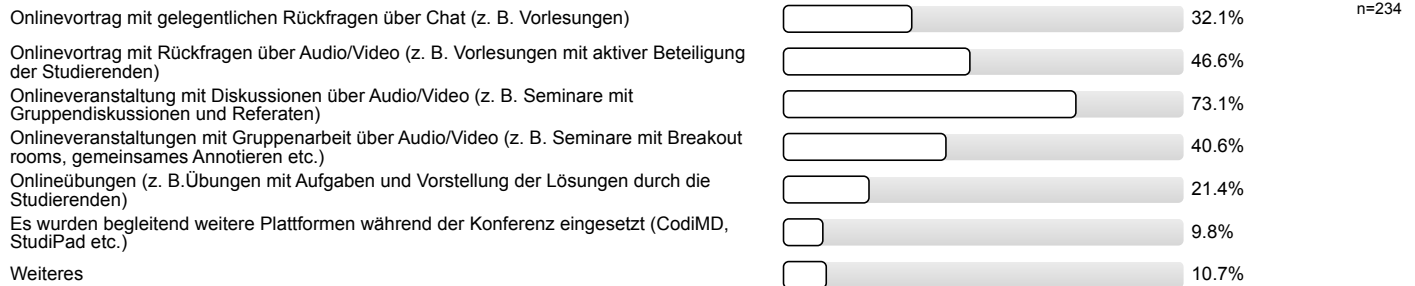 Onlinevortrag mit gelegentlichen Rückfragen über Chat (z. B. Vorlesungen) 32.1% n=234
Onlinevortrag mit Rückfragen über Audio/Video (z. B. Vorlesungen mit aktiver Beteiligung
der Studierenden) 46.6%
Onlineveranstaltung mit Diskussionen über Audio/Video (z. B. Seminare mit
Gruppendiskussionen und Referaten) 73.1%
Onlineveranstaltungen mit Gruppenarbeit über Audio/Video (z. B. Seminare mit Breakout
rooms, gemeinsames Annotieren etc.) 40.6%
Onlineübungen (z. B.Übungen mit Aufgaben und Vorstellung der Lösungen durch die
Studierenden) 21.4%
Es wurden begleitend weitere Plattformen während der Konferenz eingesetzt (CodiMD,
StudiPad etc.) 9.8%
Weiteres 10.7%